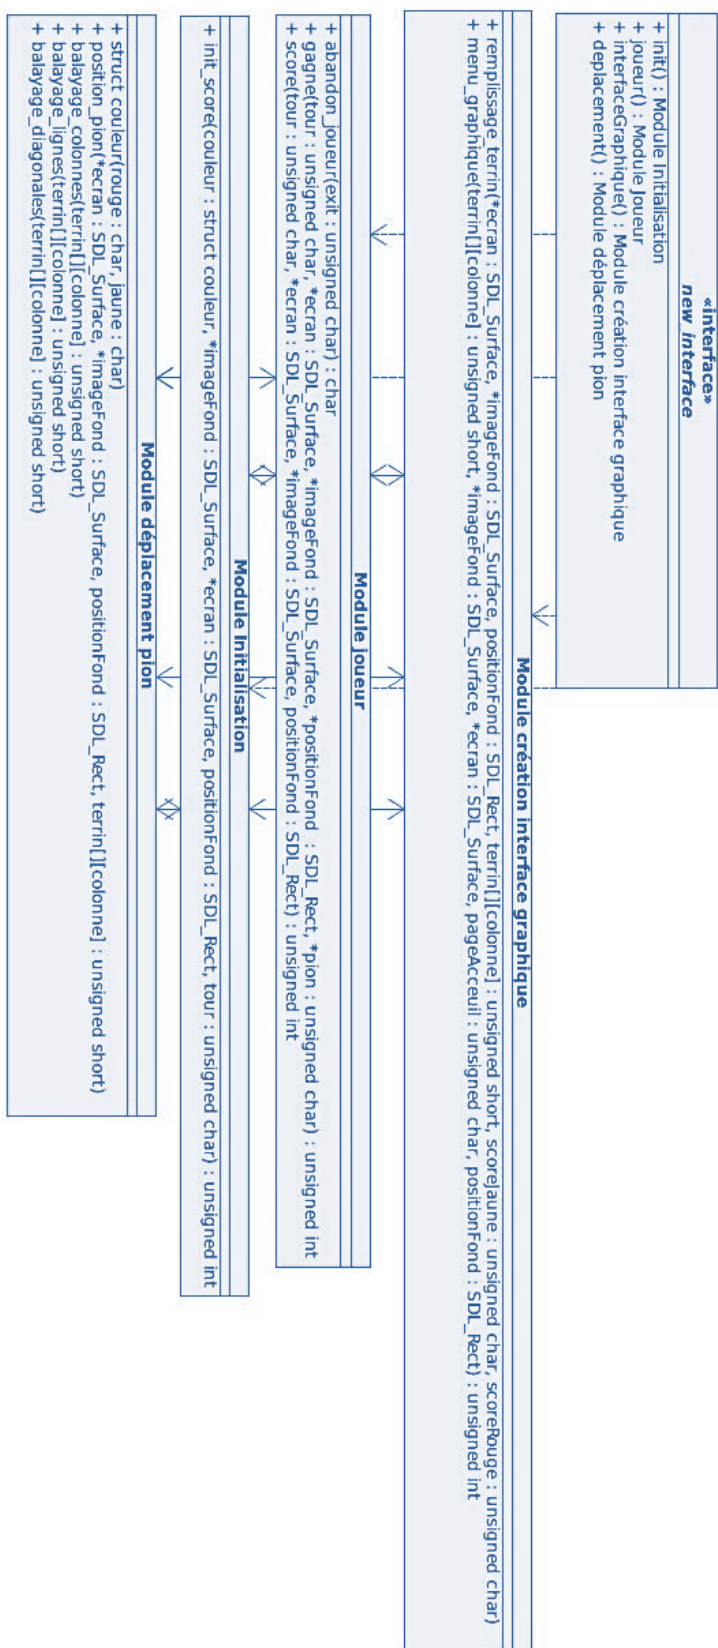 «interface»
new_interface
+ init() : Module Initialisation
+ joueur() : Module Joueur
+ interfaceGraphique() : Module création interface graphique
+ deplacement() : Module déplacement pion
Module création interface graphique
+ remplissage_terrin(*ecran : SDL_Surface, *imageFond : SDL_Surface, positionFond : SDL_Rect, terrin[][colonne] : unsigned short, scoreJaune : unsigned char, scoreRouge : unsigned char)
+ menu_graphique(terrin[][colonne] : unsigned short, *imageFond : SDL_Surface, *ecran : SDL_Surface, pageAcceuil : unsigned char, positionFond : SDL_Rect) : unsigned int
Module joueur
+ abandon_joueur(exit : unsigned char) : char
+ gagne(tour : unsigned char, *ecran : SDL_Surface, *imageFond : SDL_Surface, *positionFond : SDL_Rect, *pion : unsigned char) : unsigned int
+ score(tour : unsigned char, *ecran : SDL_Surface, *imageFond : SDL_Surface, positionFond : SDL_Rect) : unsigned int
Module Initialisation
+ init_score(couleur : struct couleur, *imageFond : SDL_Surface, *ecran : SDL_Surface, positionFond : SDL_Rect, tour : unsigned char) : unsigned int
Module déplacement pion
+ struct couleur(rouge : char, jaune : char)
+ position_pion(*ecran : SDL_Surface, *imageFond : SDL_Surface, positionFond : SDL_Rect, terrin[][colonne] : unsigned short)
+ balayage_colonnes(terrin[][colonne] : unsigned short)
+ balayage_lignes(terrin[][colonne] : unsigned short)
+ balayage_diagonales(terrin[][colonne] : unsigned short)